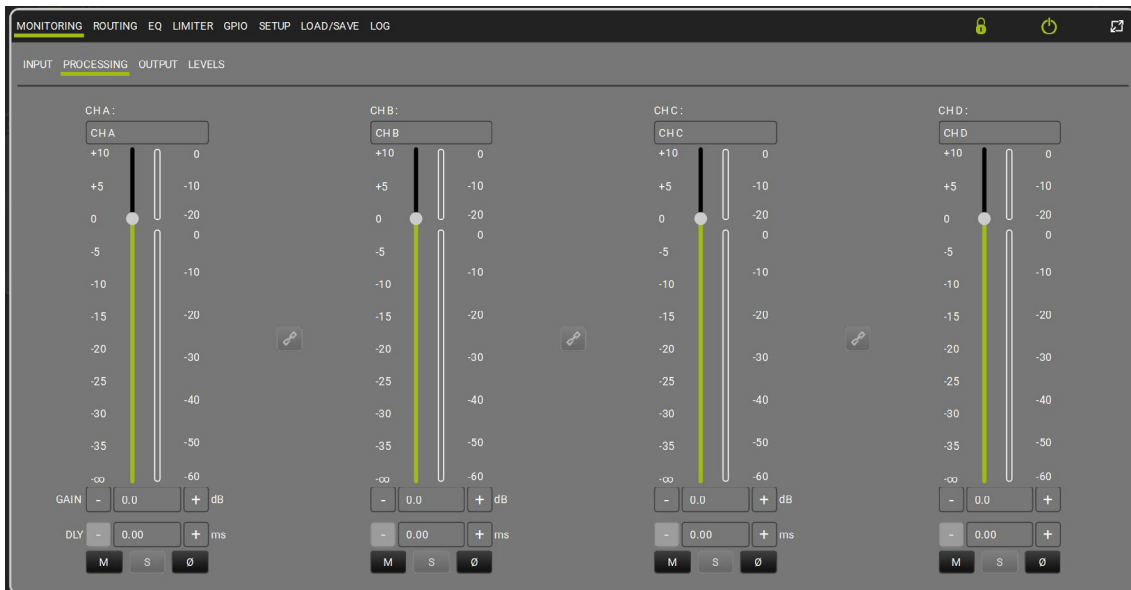 MONITORING ROUTING EQ LIMITER GPIO SETUP LOAD/SAVE LOG
INPUT PROCESSING OUTPUT LEVELS
CH A: CH B: CH C: CH D:
CH A CH B CH C CH D
+10 0 +10 0 +10 0 +10 0
+5 -10 +5 -10 +5 -10 +5 -10
0 -20 0 -20 0 -20 0 -20
0 0 0 0
-5 -5 -5 -5
-10 -10 -10 -10
-10 -10 -10 -10
-15 -20 -15 -20 -15 -20 -15 -20
-20 -30 -20 -30 -20 -30 -20 -30
-25 -25 -25 -25
-40 -40 -40 -40
-30 -30 -30 -30
-35 -50 -35 -50 -35 -50 -35 -50
-∞ -60 -∞ -60 -∞ -60 -∞ -60
GAIN - 0.0 + dB - 0.0 + dB - 0.0 + dB - 0.0 +
DLY - 0.00 + ms - 0.00 + ms - 0.00 + ms - 0.00 +
M S Ø M S Ø M S Ø M S Ø